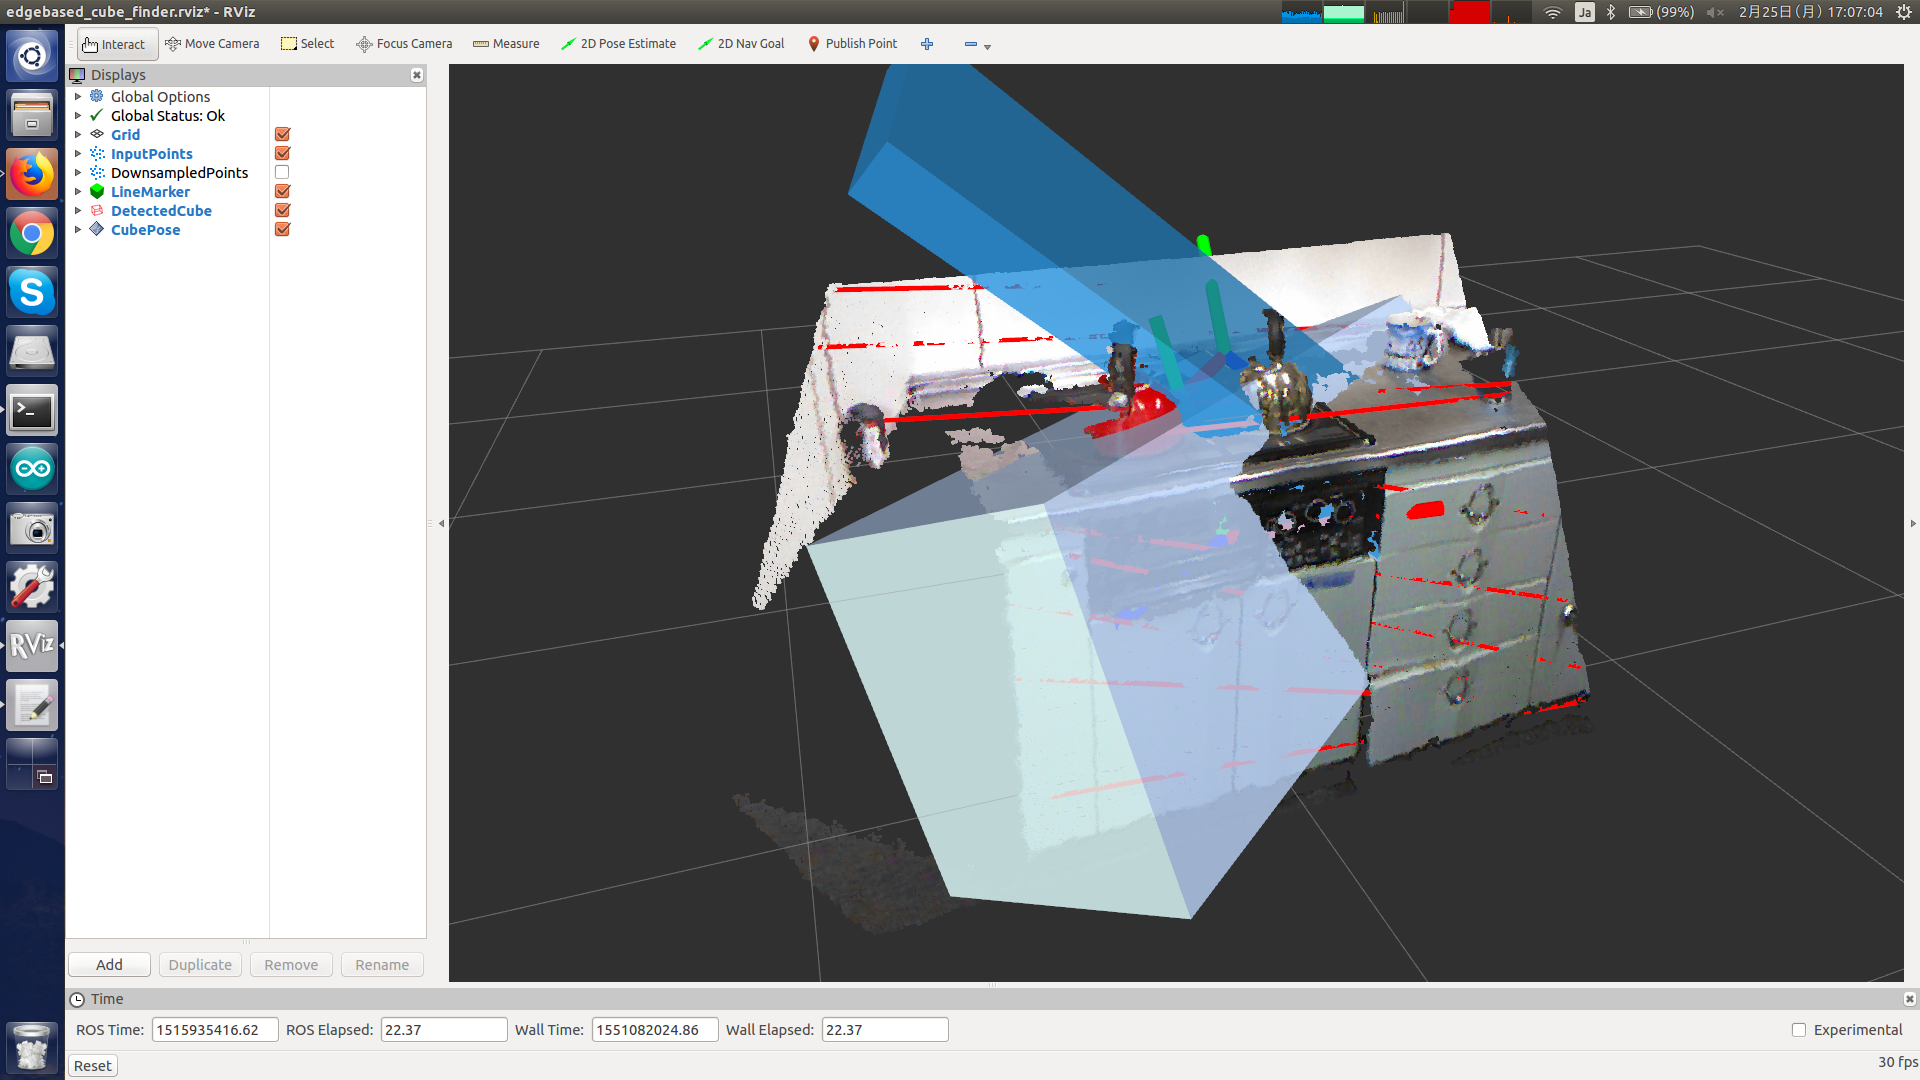 edgebased_cube_finder.rviz* - RViz
Ja
(99%)
2月25日(月) 17:07:04
Interact
Move Camera
Select
Focus Camera
Measure
2D Pose Estimate
2D Nav Goal
Publish Point
Displays
Global Options
Global Status: Ok
Grid
InputPoints
DownsampledPoints
LineMarker
DetectedCube
CubePose
S
>_
RViz
Add
Duplicate
Remove
Rename
Time
ROS Time:
1515935416.62
ROS Elapsed:
22.37
Wall Time:
1551082024.86
Wall Elapsed:
22.37
Experimental
Reset
30 fps